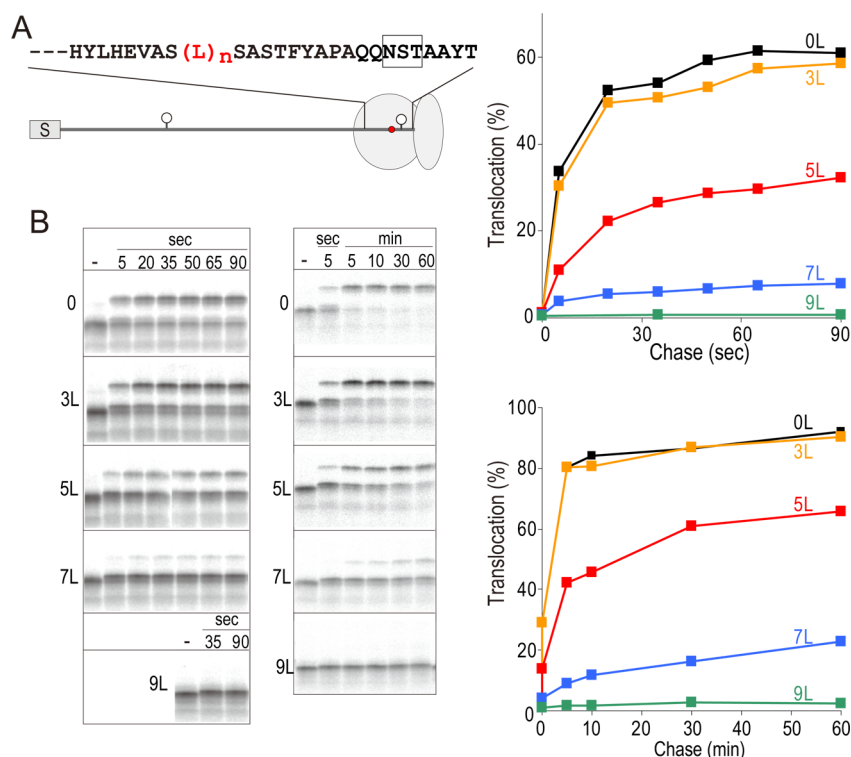 A
---HYLHEVAS(L)nSASTFYAPAQQNSTAAYT
S
B
sec
- 5 20 35 50 65 90
0
3L
5L
7L
sec
- 35 90
9L
sec min
- 5 5 10 30 60
0
3L
5L
7L
9L
Translocation (%)
60
40
20
0
0L
3L
5L
7L
9L
0 30 60 90
Chase (sec)
Translocation (%)
100
80
60
40
20
0
0L
3L
5L
7L
9L
0 10 20 30 40 50 60
Chase (min)